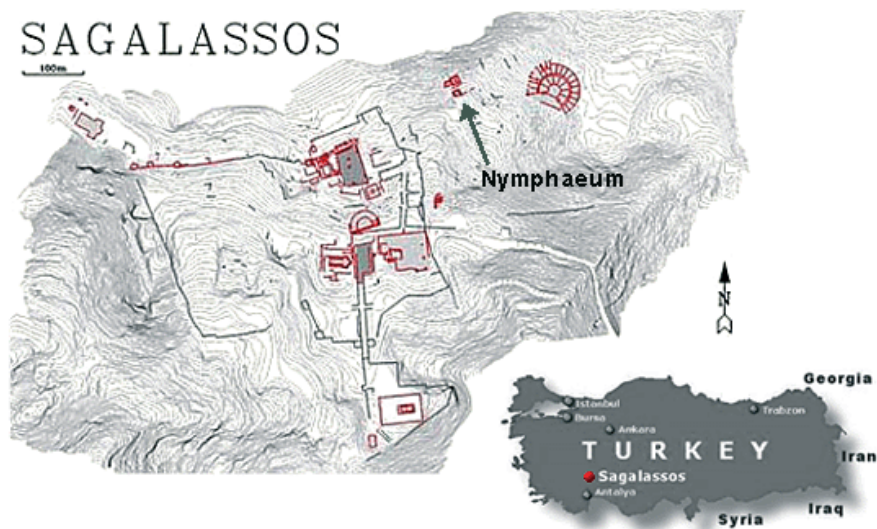 SAGALASSOS
100m
Nymphaeum
N
Georgia
Istanbul
Bursa
Trabzon
Ankara
TURKEY
Iran
Sagalassos
Antalya
Iraq
Syria